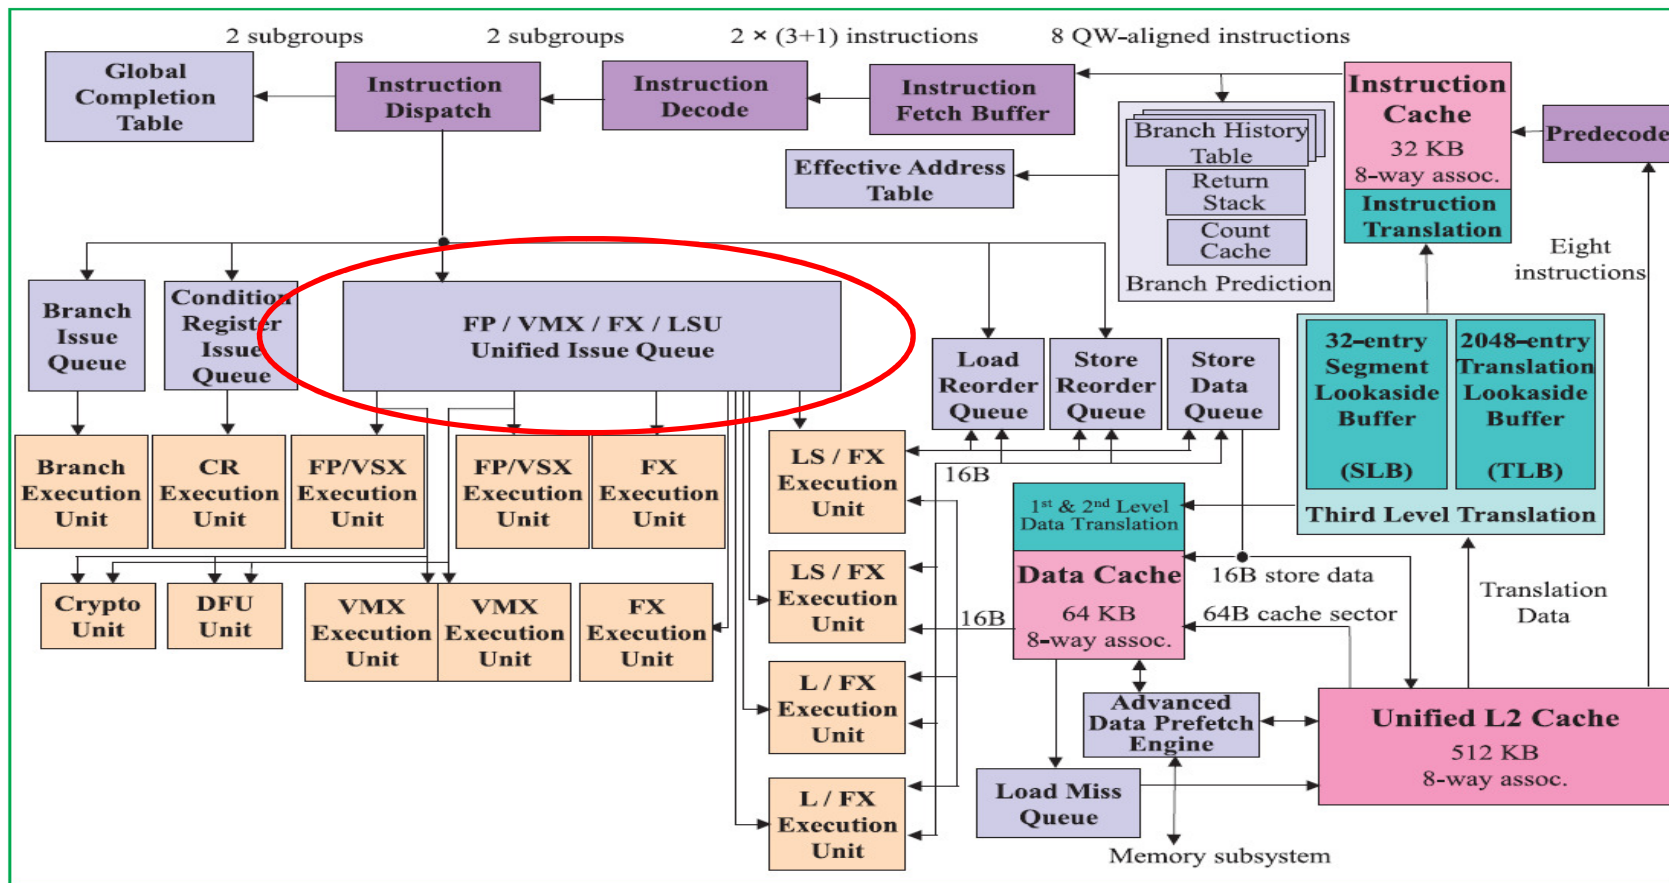 2 subgroups
2 subgroups
2 × (3+1) instructions
8 QW-aligned instructions
Global
Completion
Table
Instruction
Dispatch
Instruction
Decode
Instruction
Fetch Buffer
Instruction
Cache
32 KB
8-way assoc.
Instruction
Translation
Predecode
Branch History
Table
Return
Stack
Count
Cache
Branch Prediction
Effective Address
Table
Eight
instructions
Branch
Issue
Queue
Condition
Register
Issue
Queue
FP / VMX / FX / LSU
Unified Issue Queue
Load
Reorder
Queue
Store
Reorder
Queue
Store
Data
Queue
32-entry
Segment
Lookaside
Buffer
(SLB)
2048-entry
Translation
Lookaside
Buffer
(TLB)
Third Level Translation
Branch
Execution
Unit
CR
Execution
Unit
FP/VSX
Execution
Unit
FP/VSX
Execution
Unit
FX
Execution
Unit
LS / FX
Execution
Unit
16B
1st & 2nd Level
Data Translation
Data Cache
64 KB
8-way assoc.
16B store data
64B cache sector
Translation
Data
Crypto
Unit
DFU
Unit
VMX
Execution
Unit
VMX
Execution
Unit
FX
Execution
Unit
LS / FX
Execution
Unit
16B
L / FX
Execution
Unit
Advanced
Data Prefetch
Engine
Unified L2 Cache
512 KB
8-way assoc.
L / FX
Execution
Unit
Load Miss
Queue
Memory subsystem